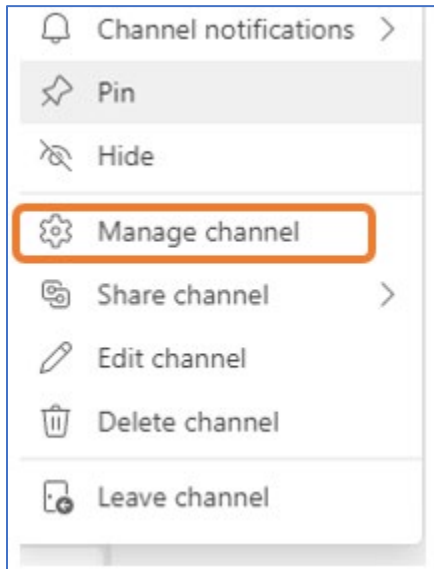 Channel notifications
Pin
Hide
Manage channel
Share channel
Edit channel
Delete channel
Leave channel